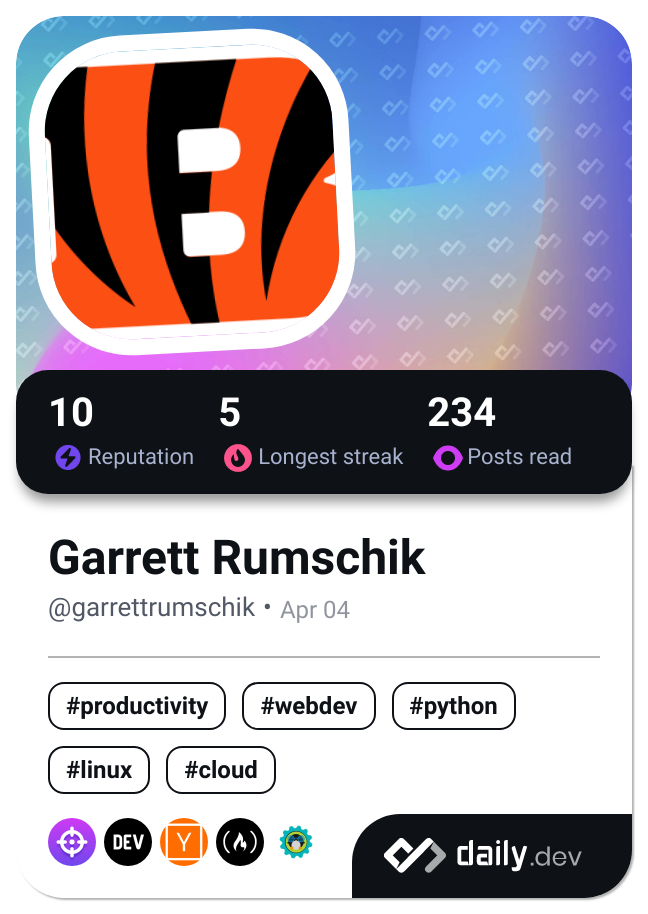 B
10 5 234
Reputation Longest streak Posts read
Garrett Rumschik
@garrettrumschik • Apr 04
#productivity #webdev #python
#linux #cloud
DEV Y daily.dev